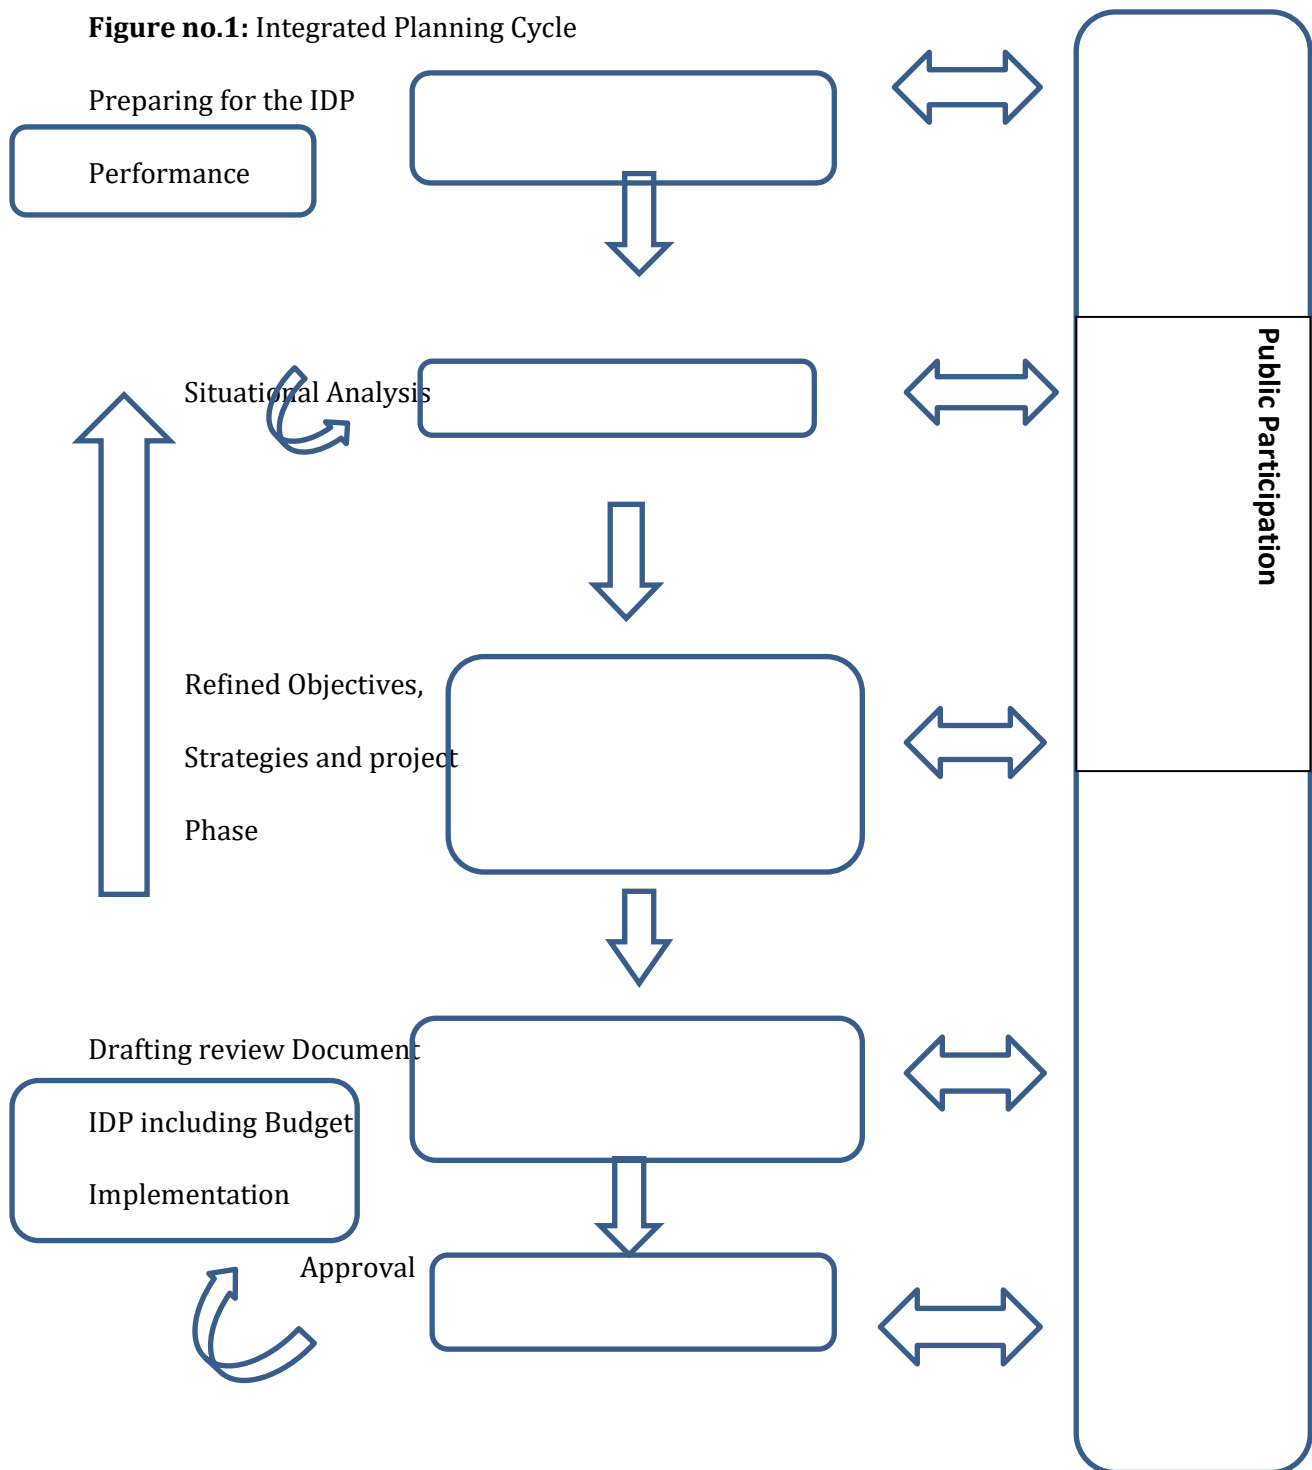 Figure no.1: Integrated Planning Cycle
Preparing for the IDP
Performance
Situational Analysis
Refined Objectives,
Strategies and project
Phase
Drafting review Document
IDP including Budget
Implementation
Approval
Public Participation